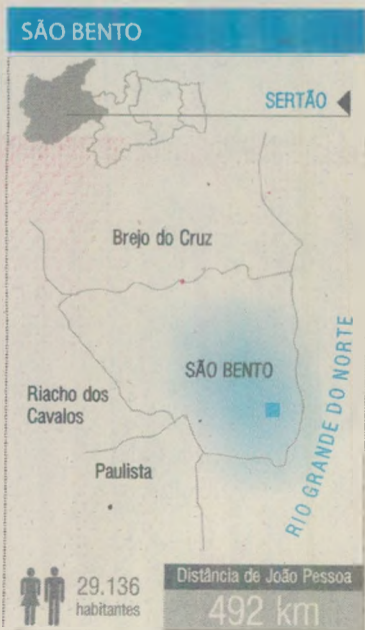 SÃO BENTO
SERTÃO
Brejo do Cruz
SÃO BENTO
Riacho dos
Cavalos
RIO GRANDE DO NORTE
Paulista
29.136
habitantes
Distância de João Pessoa
492 km